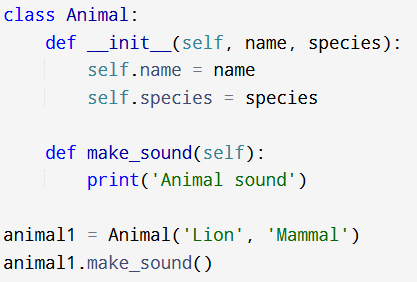 class Animal:
    def __init__(self, name, species):
        self.name = name
        self.species = species

    def make_sound(self):
        print('Animal sound')

animal1 = Animal('Lion', 'Mammal')
animal1.make_sound()